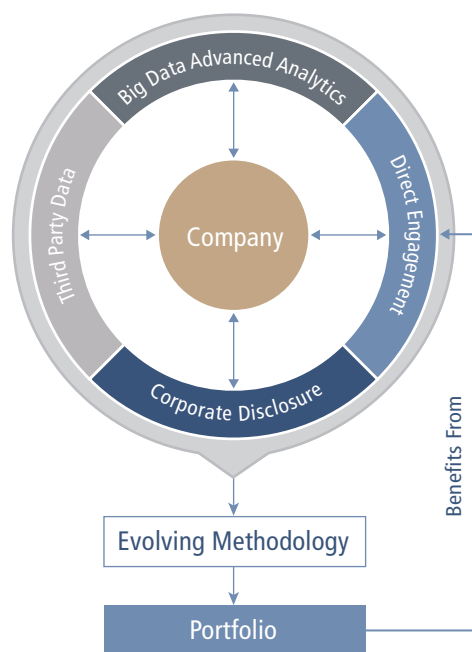 Big Data Advanced Analytics
Third Party Data
Company
Direct Engagement
Corporate Disclosure
Benefits From
Evolving Methodology
Portfolio